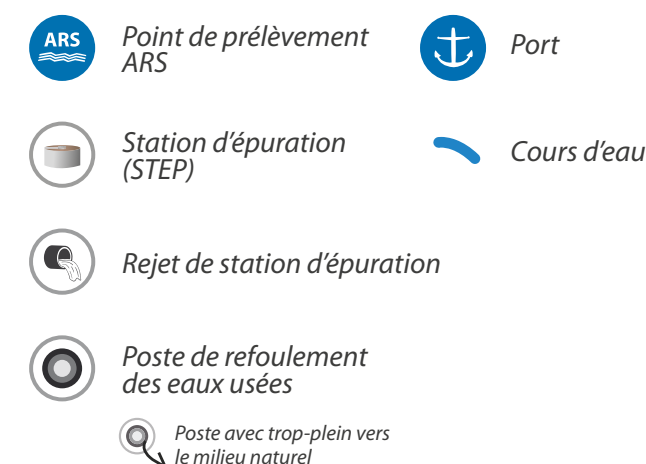 ARS
Point de prélèvement
ARS
Port
Station d'épuration
(STEP)
Cours d'eau
Rejet de station d'épuration
Poste de refoulement
des eaux usées
Poste avec trop-plein vers
le milieu naturel